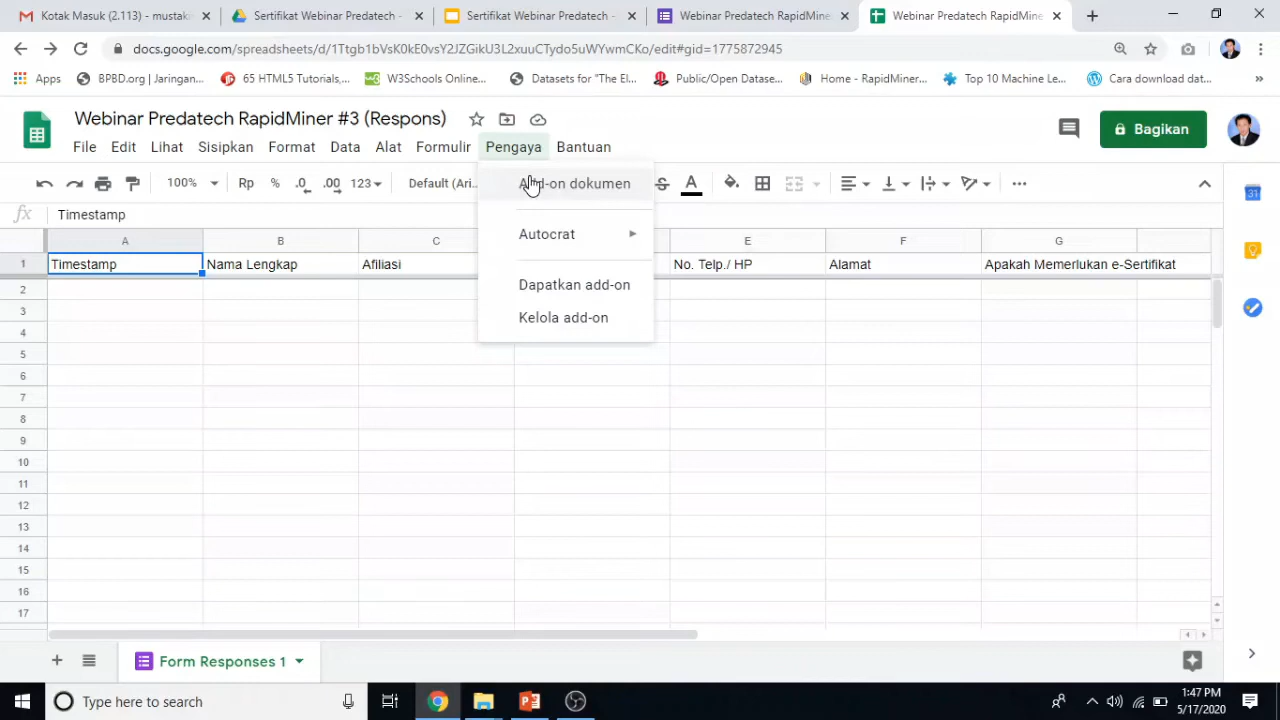 Kotak Masuk (2.113) - mustaki
Sertifikat Webinar Predatech
Sertifikat Webinar Predatech -
Webinar Predatech RapidMiner
Webinar Predatech RapidMine
docs.google.com/spreadsheets/d/1Ttgb1bVsK0kE0vsY2JZGikU3L2xuuCTydo5uWYwmCKo/edit#gid=1775872945
Apps
BPBD.org | Jaringan...
65 HTML5 Tutorials,...
W3Schools Online...
Datasets for "The El...
Public/Open Datase...
Home - RapidMiner...
Top 10 Machine Le...
Cara download dat...
»
Webinar Predatech RapidMiner #3 (Respons)
Bagikan
File Edit Lihat Sisipkan Format Data Alat Formulir Pengaya Bantuan
100% Rp % .0 .00 123 Default (Ari... S A
Add-on dokumen
Autocrat
Dapatkan add-on
Kelola add-on
fx Timestamp
A B C E F G
1 Timestamp Nama Lengkap Afiliasi No. Telp./ HP Alamat Apakah Memerlukan e-Sertifikat
2
3
4
5
6
7
8
9
10
11
12
13
14
15
16
17
31
Form Responses 1
Type here to search
1:47 PM
5/17/2020